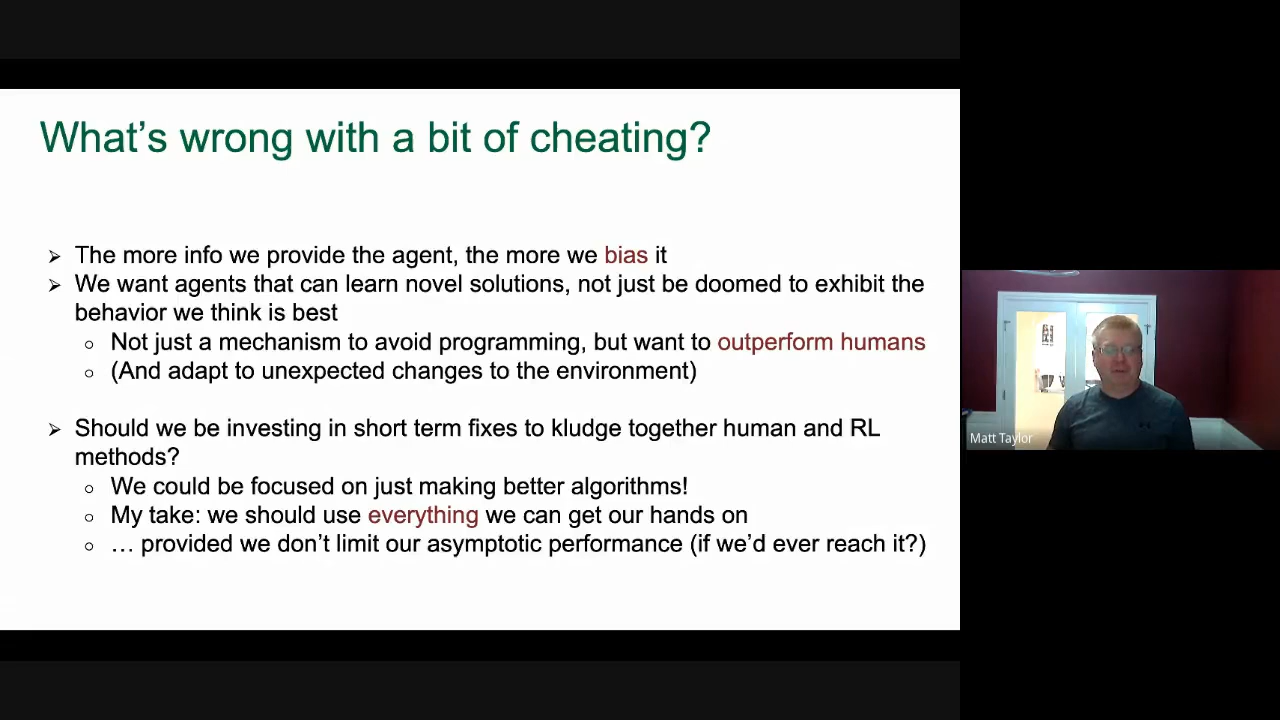 What's wrong with a bit of cheating?
➢ The more info we provide the agent, the more we bias it
➢ We want agents that can learn novel solutions, not just be doomed to exhibit the
behavior we think is best
○ Not just a mechanism to avoid programming, but want to outperform humans
○ (And adapt to unexpected changes to the environment)
➢ Should we be investing in short term fixes to kludge together human and RL
methods?
○ We could be focused on just making better algorithms!
○ My take: we should use everything we can get our hands on
○ … provided we don't limit our asymptotic performance (if we'd ever reach it?)
Matt Taylor